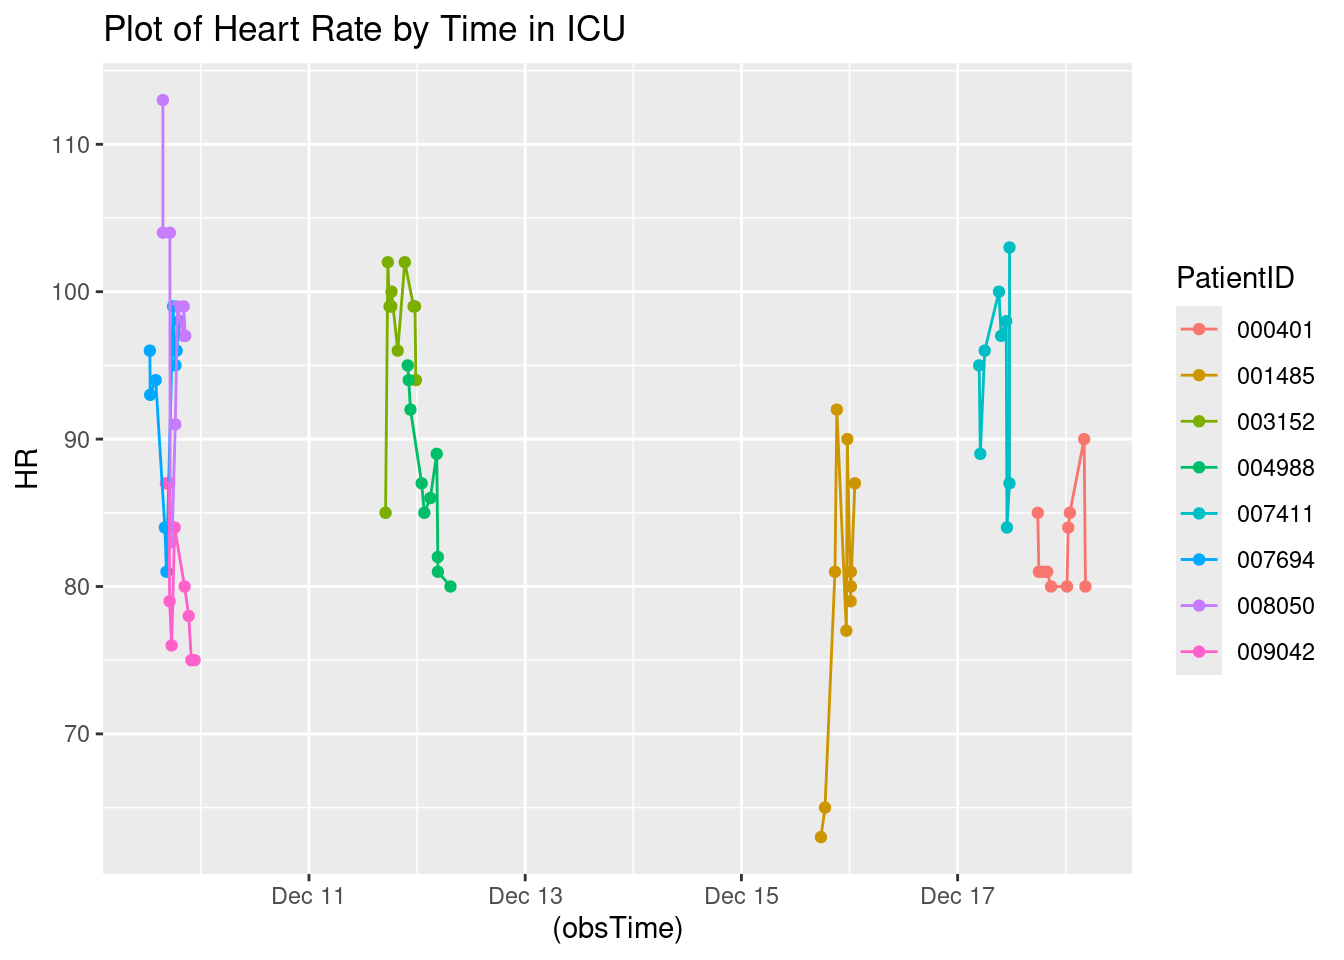 Plot of Heart Rate by Time in ICU
110
100
90
80
70
HR
Dec 11
Dec 13
Dec 15
Dec 17
(obsTime)
PatientID
000401
001485
003152
004988
007411
007694
008050
009042